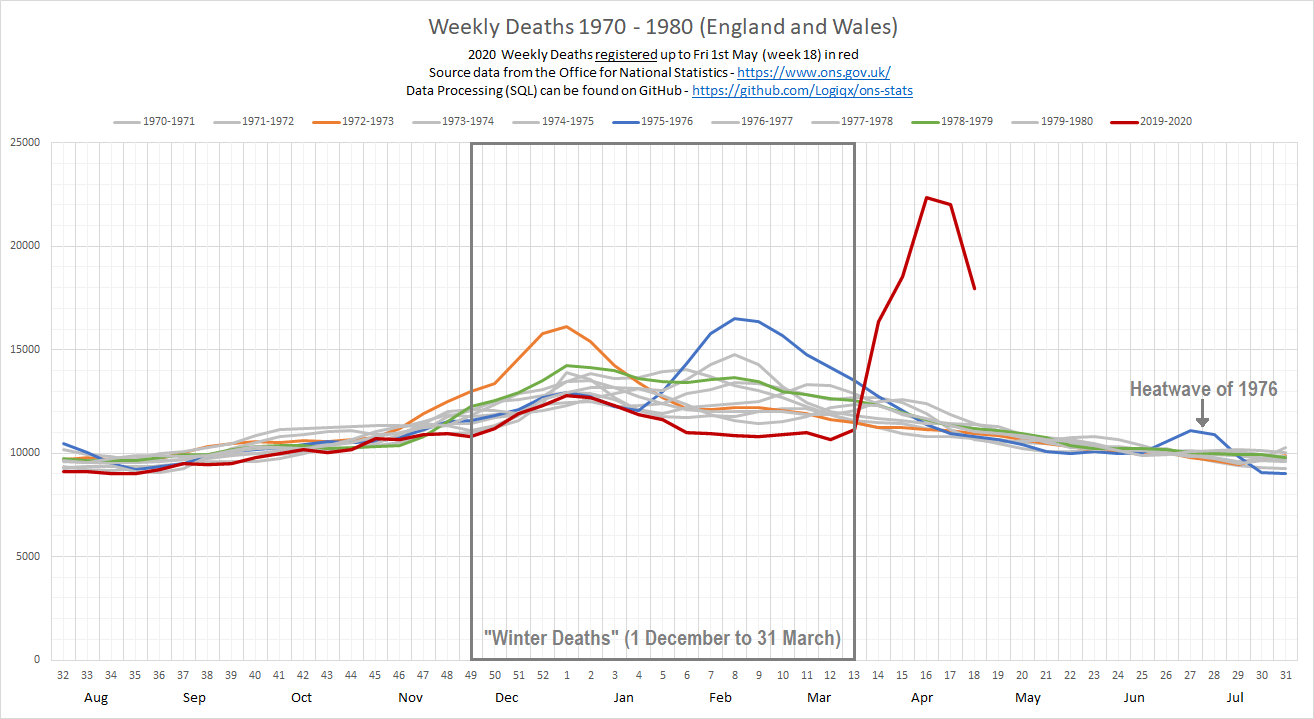 Weekly Deaths 1970 - 1980 (England and Wales)
2020 Weekly Deaths registered up to Fri 1st May (week 18) in red
Source data from the Office for National Statistics - https://www.ons.gov.uk/
Data Processing (SQL) can be found on GitHub - https://github.com/Logiqx/ons-stats
1970-1971 1971-1972 1972-1973 1973-1974 1974-1975 1975-1976 1976-1977 1977-1978 1978-1979 1979-1980 2019-2020
25000
20000
15000
Heatwave of 1976
10000
5000
"Winter Deaths" (1 December to 31 March)
0
32 33 34 35 36 37 38 39 40 41 42 43 44 45 46 47 48 49 50 51 52 1 2 3 4 5 6 7 8 9 10 11 12 13 14 15 16 17 18 19 20 21 22 23 24 25 26 27 28 29 30 31
Aug Sep Oct Nov Dec Jan Feb Mar Apr May Jun Jul